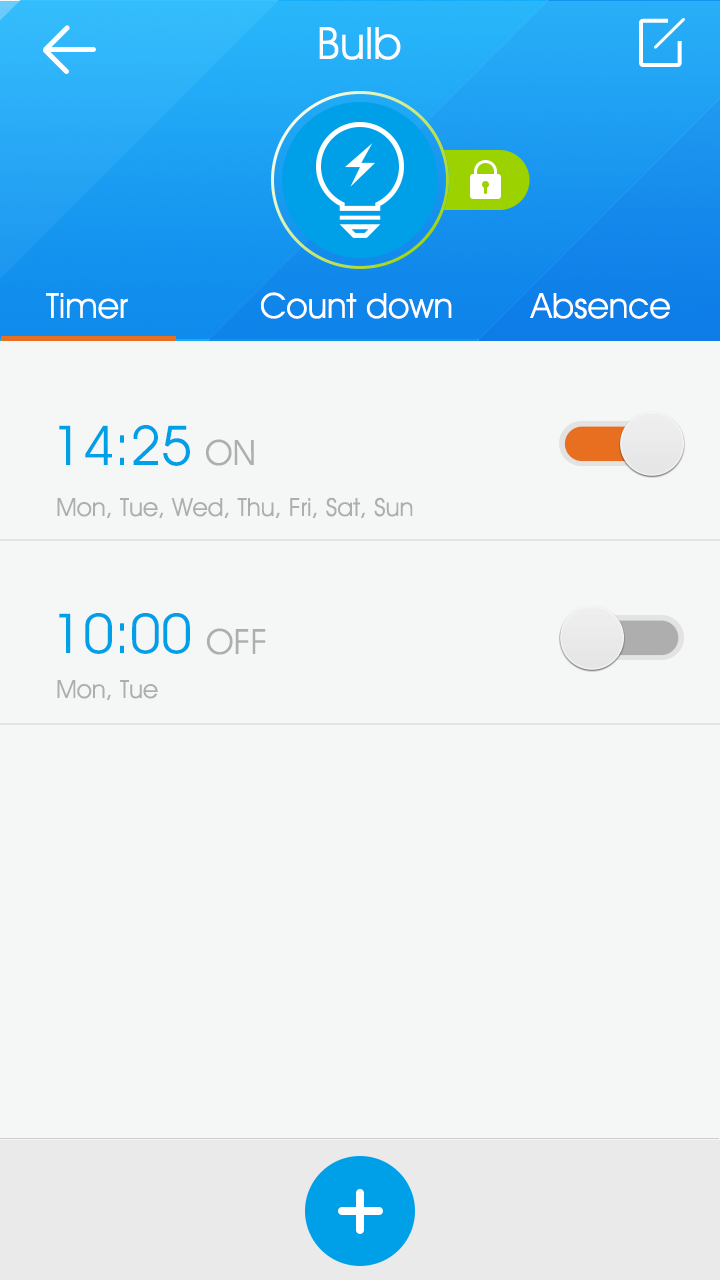 Bulb
Timer Count down Absence
14:25 ON
Mon, Tue, Wed, Thu, Fri, Sat, Sun
10:00 OFF
Mon, Tue